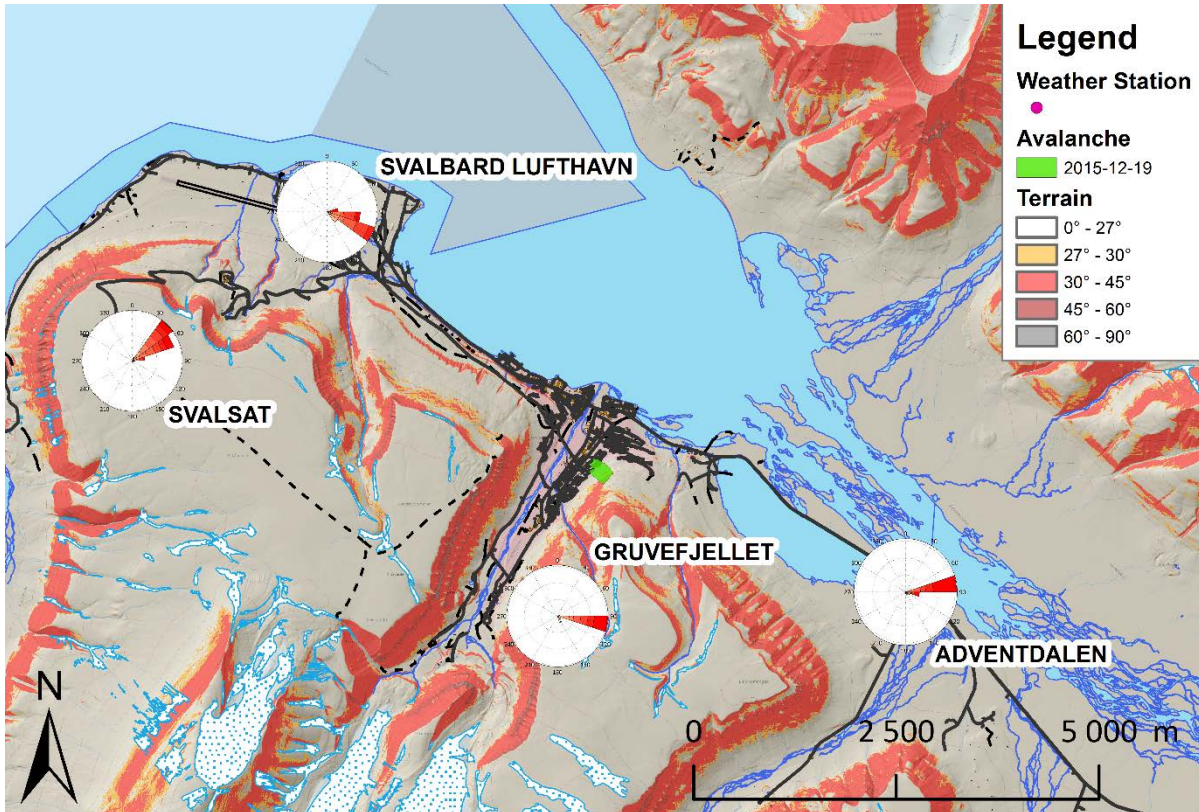 Legend
Weather Station
Avalanche
2015-12-19
Terrain
0° - 27°
27° - 30°
30° - 45°
45° - 60°
60° - 90°
SVALBARD LUFTHAVN
SVALSAT
GRUVEFJELLET
ADVENTDALEN
N
0 2 500 5 000 m